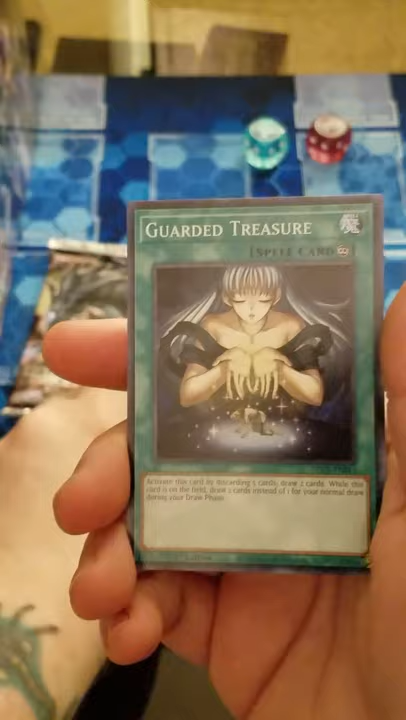 GUARDED TREASURE
魔
[SPELL CARD ]
Activate this card by discarding 5 cards; draw 2 cards. While this
card is on the field, draw 2 cards instead of 1 for your normal draw
during your Draw Phase.